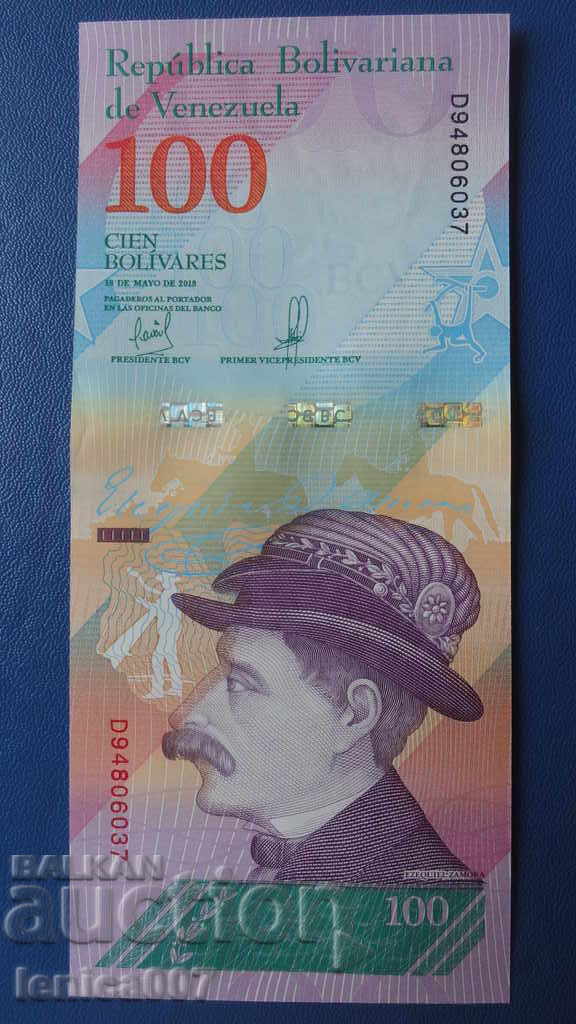 República Bolivariana
de Venezuela
100
D94806037
CIEN
BOLÍVARES
18 DE MAYO DE 2018
PAGADEROS AL PORTADOR
EN LAS OFICINAS DEL BANCO
PRESIDENTE BCV
PRIMER VICEPRESIDENTE BCV
D94806037
EZEQUIEL ZAMORA
100
BALKAN
auction
lenica007